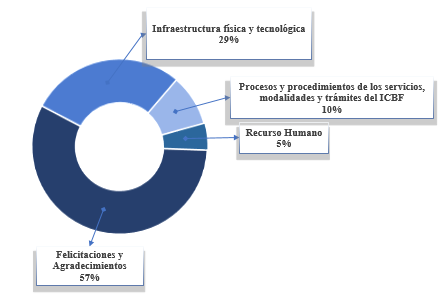 Infraestructura física y tecnológica
29%
Procesos y procedimientos de los servicios,
modalidades y trámites del ICBF
10%
Recurso Humano
5%
Felicitaciones y
Agradecimientos
57%